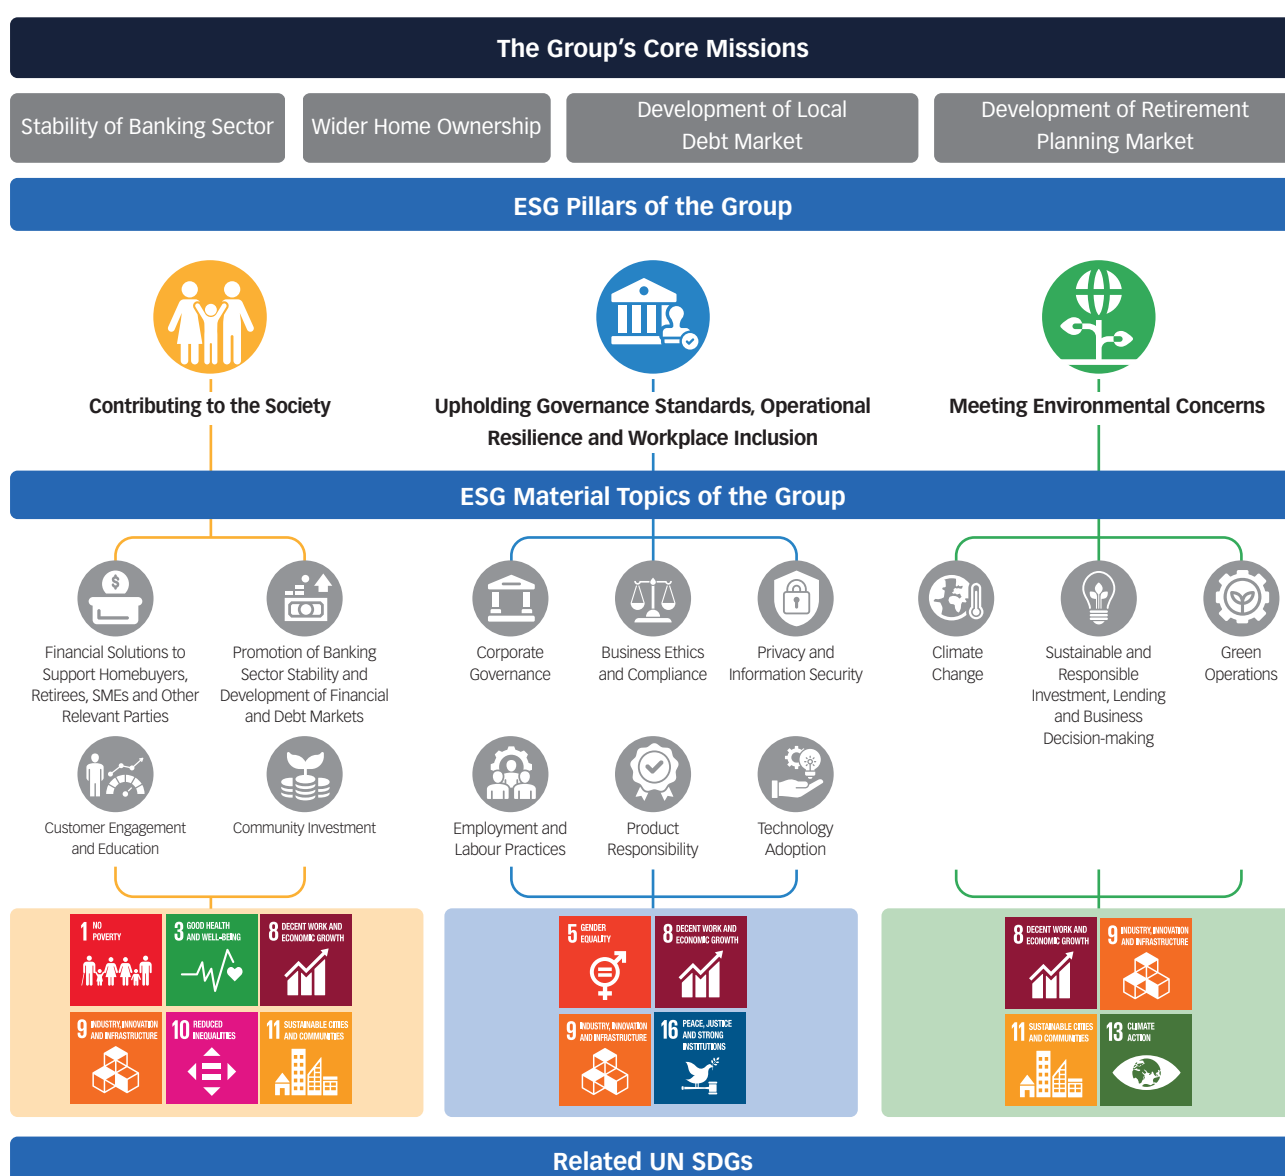 The Group's Core Missions
Stability of Banking Sector
Wider Home Ownership
Development of Local
Debt Market
Development of Retirement
Planning Market
ESG Pillars of the Group
Contributing to the Society
Upholding Governance Standards, Operational
Resilience and Workplace Inclusion
Meeting Environmental Concerns
ESG Material Topics of the Group
$
Financial Solutions to
Support Homebuyers,
Retirees, SMEs and Other
Relevant Parties
Promotion of Banking
Sector Stability and
Development of Financial
and Debt Markets
Corporate
Governance
Business Ethics
and Compliance
Privacy and
Information Security
Climate
Change
Sustainable and
Responsible
Investment, Lending
and Business
Decision-making
Green
Operations
Customer Engagement
and Education
Community Investment
Employment and
Labour Practices
Product
Responsibility
Technology
Adoption
1 NO
POVERTY
3 GOOD HEALTH
AND WELL-BEING
8 DECENT WORK AND
ECONOMIC GROWTH
9 INDUSTRY, INNOVATION
AND INFRASTRUCTURE
10 REDUCED
INEQUALITIES
11 SUSTAINABLE CITIES
AND COMMUNITIES
5 GENDER
EQUALITY
8 DECENT WORK AND
ECONOMIC GROWTH
9 INDUSTRY, INNOVATION
AND INFRASTRUCTURE
16 PEACE, JUSTICE
AND STRONG
INSTITUTIONS
8 DECENT WORK AND
ECONOMIC GROWTH
9 INDUSTRY, INNOVATION
AND INFRASTRUCTURE
11 SUSTAINABLE CITIES
AND COMMUNITIES
13 CLIMATE
ACTION
Related UN SDGs